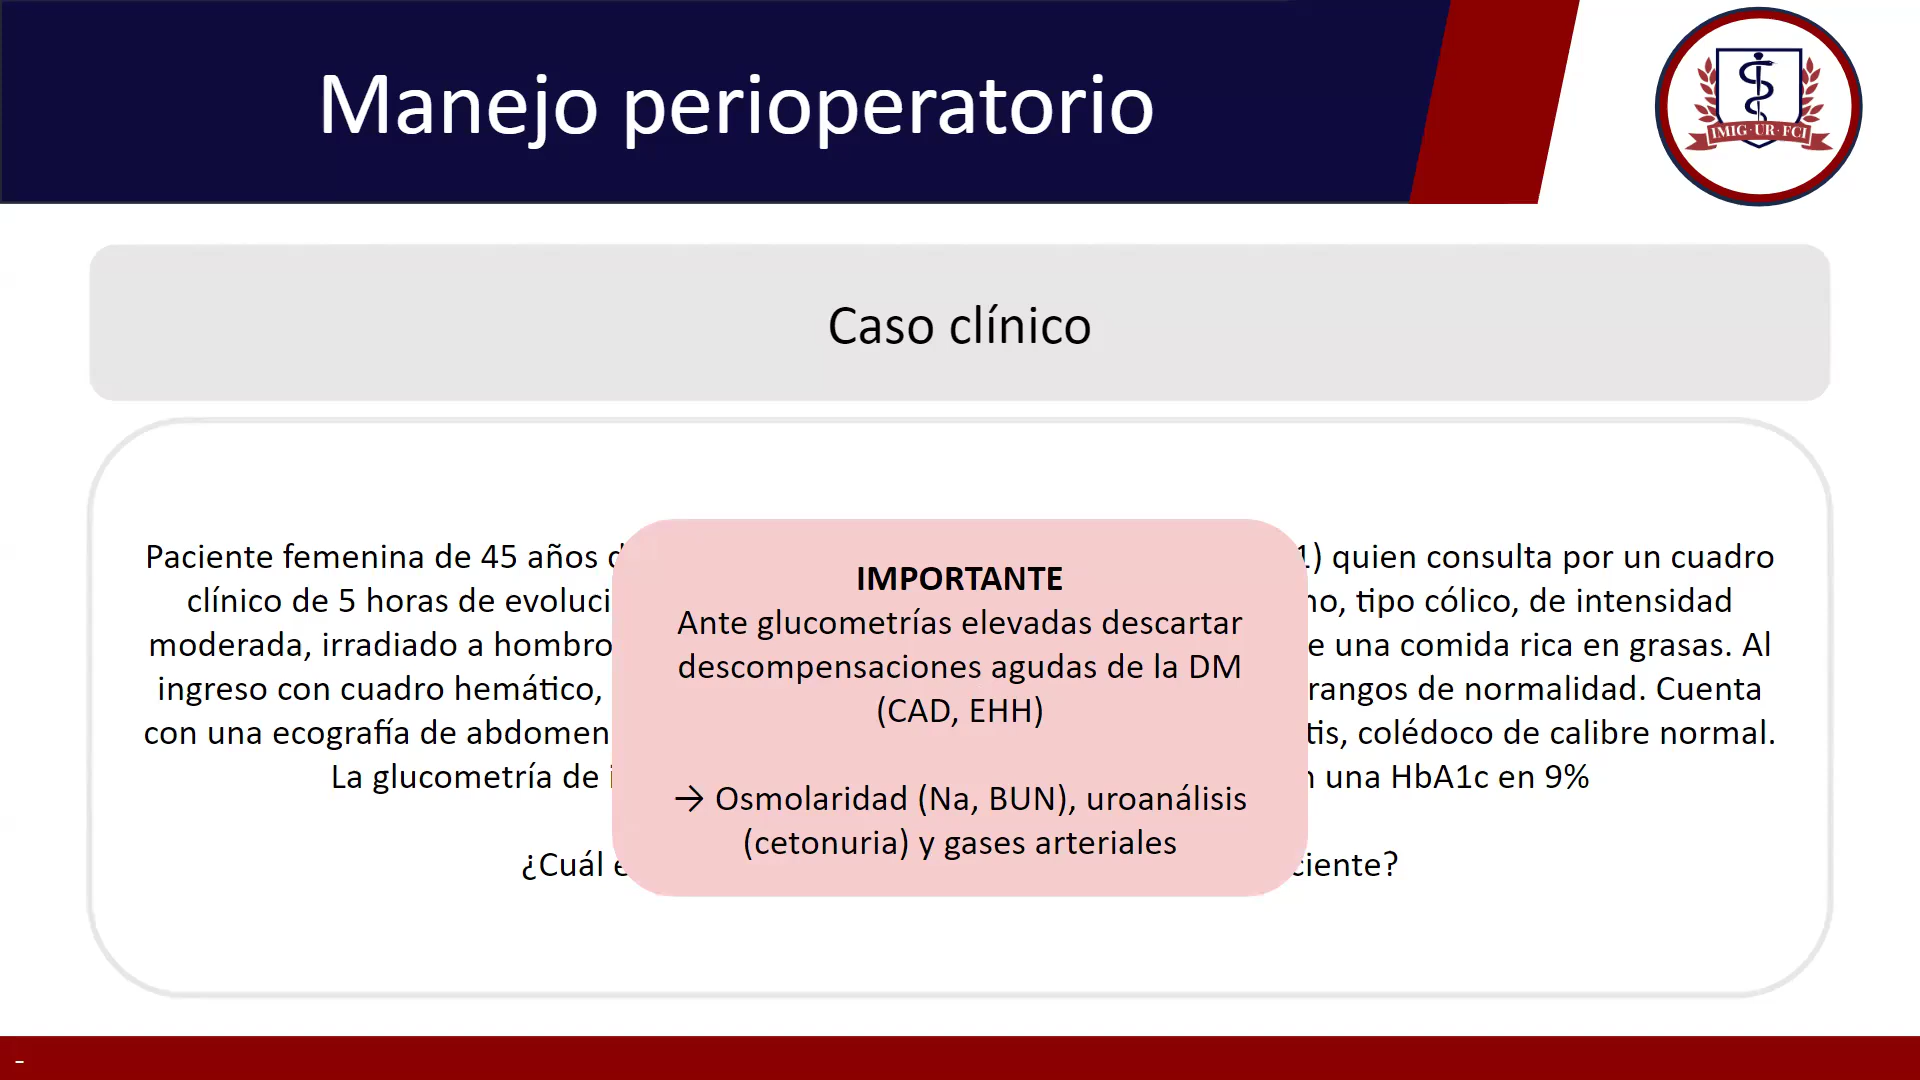 Manejo perioperatorio
IMIG·UR·FCI
Caso clínico
Paciente femenina de 45 años
1) quien consulta por un cuadro
clínico de 5 horas de
tipo cólico, de intensidad
moderada, irradiado a hombro
una comida rica en grasas. Al
ingreso con cuadro hemático,
rangos de normalidad. Cuenta
con una ecografía de abdomen
colédoco de calibre normal.
La glucometría de
una HbA1c en 9%
¿Cuál
IMPORTANTE
Ante glucometrías elevadas descartar
descompensaciones agudas de la DM
(CAD, EHH)
→ Osmolaridad (Na, BUN), uroanálisis
(cetonuria) y gases arteriales
-